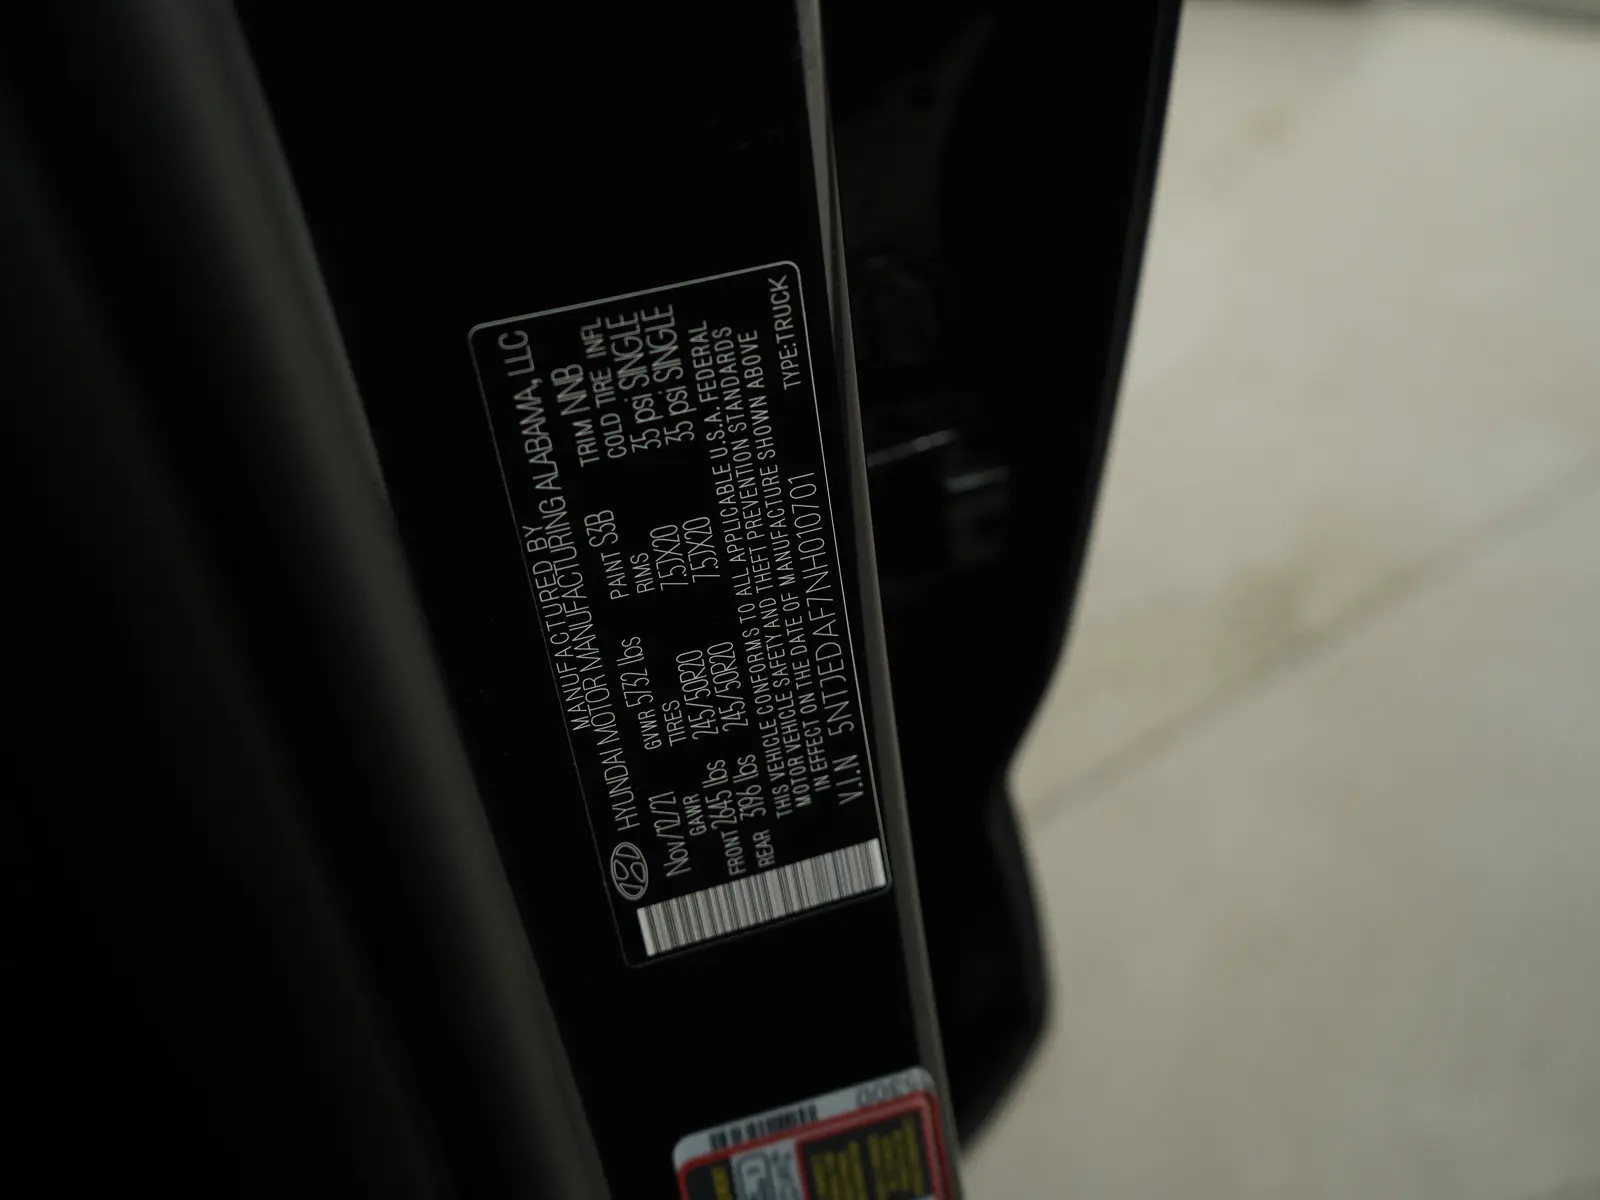 MANUFACTURED BY
HYUNDAI MOTOR MANUFACTURING ALABAMA, LLC
Nov/12/21 GVWR 5732 lbs PAINT S3B TRIM NNB
GAWR TIRES RIMS COLD TIRE INFL
FRONT 2645 lbs 245/50R20 7.5JX20 35 psi SINGLE
REAR 3196 lbs 245/50R20 7.5JX20 35 psi SINGLE
THIS VEHICLE CONFORMS TO ALL APPLICABLE U.S.A. FEDERAL
MOTOR VEHICLE SAFETY AND THEFT PREVENTION STANDARDS
IN EFFECT ON THE DATE OF MANUFACTURE SHOWN ABOVE
V.I.N 5NTJEDAF7NH010701 TYPE:TRUCK